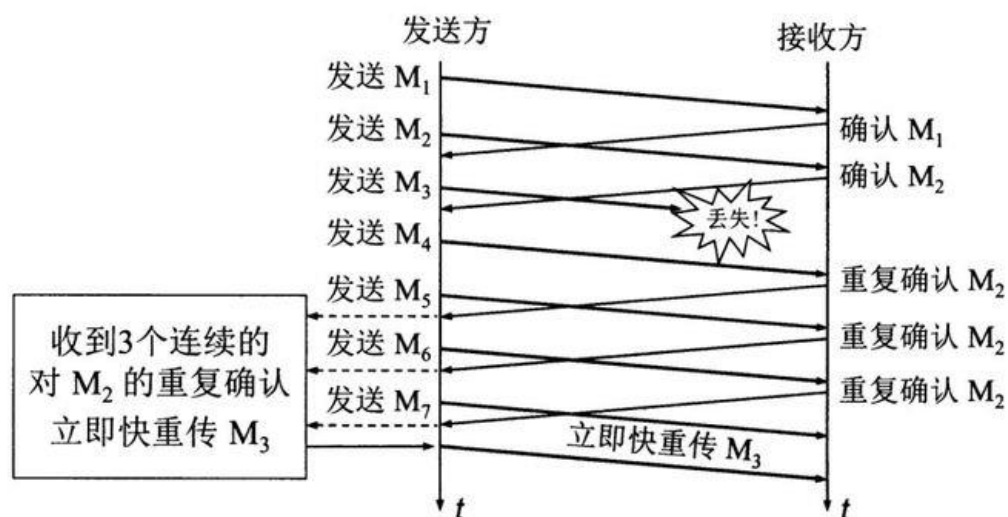 发送方
接收方
发送 M₁
发送 M₂
确认 M₁
发送 M₃
确认 M₂
丢失!
发送 M₄
发送 M₅
重复确认 M₂
收到3个连续的
对 M₂ 的重复确认
立即快重传 M₃
发送 M₆
重复确认 M₂
发送 M₇
重复确认 M₂
立即快重传 M₃
t
t